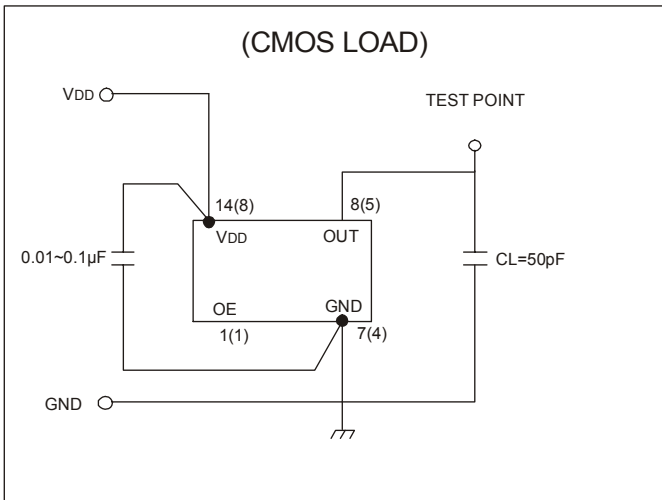 (CMOS LOAD)
VDD
TEST POINT
14(8)
8(5)
VDD
OUT
0.01~0.1µF
CL=50pF
OE
GND
1(1)
7(4)
GND